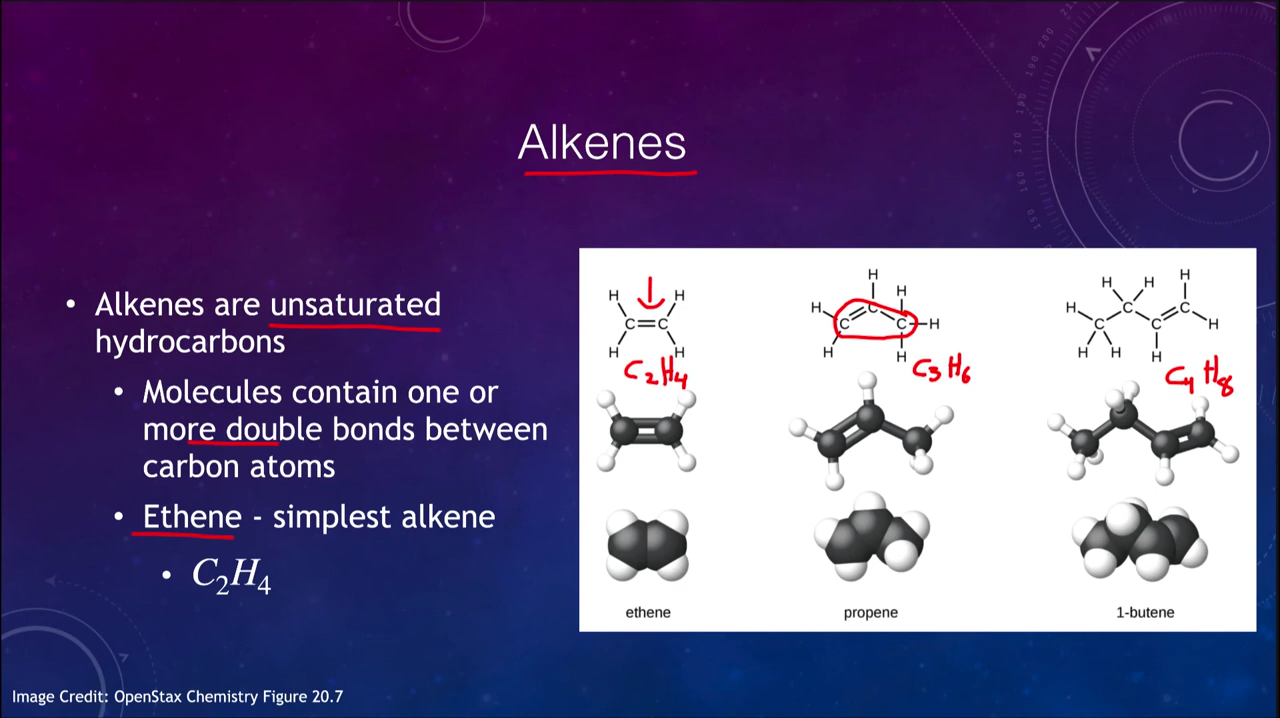 Alkenes
• Alkenes are unsaturated
hydrocarbons
• Molecules contain one or
more double bonds between
carbon atoms
• Ethene - simplest alkene
• C₂H₄
H H
C=C
H H
C₂H₄
H
H H
C C C H
H H
C₃H₆
H H H
H C C
C C H
H H H
C₄H₈
ethene
propene
1-butene
Image Credit: OpenStax Chemistry Figure 20.7